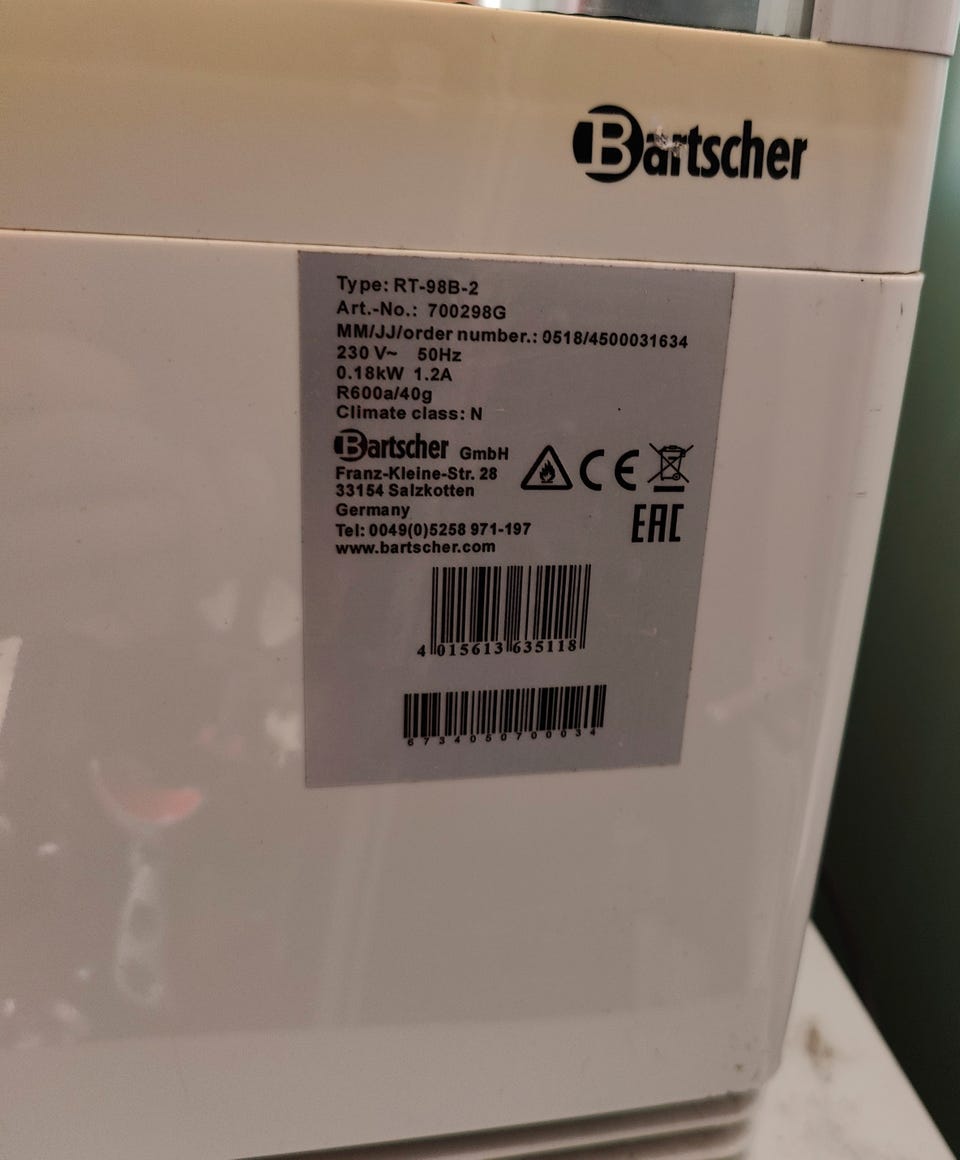 Bartscher
Type: RT-98B-2
Art.-No.: 700298G
MM/JJ/order number.: 0518/4500031634
230 V~ 50Hz
0.18kW 1.2A
R600a/40g
Climate class: N
Bartscher GmbH
Franz-Kleine-Str. 28
33154 Salzkotten
Germany
Tel: 0049(0)5258 971-197
www.bartscher.com
CE
EAC
4 015613 635118
6734050700034